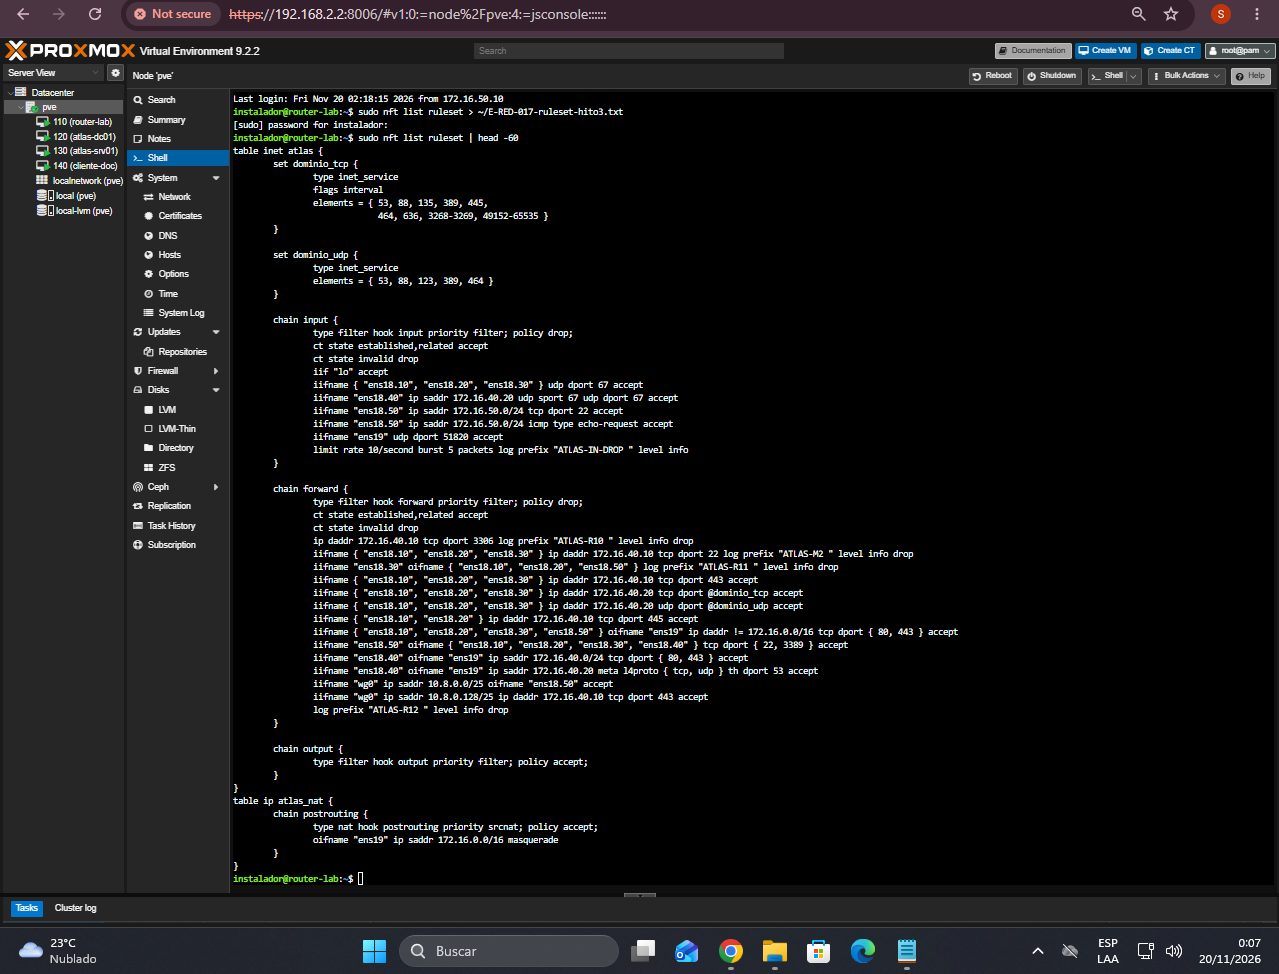 Not secure
https://192.168.2.2:8006/#v1:0:=node%2Fpve:4:=jsconsole::::::
S
PROXMOX Virtual Environment 9.2.2
Search
Documentation
Create VM
Create CT
root@pam
Server View
Node 'pve'
Reboot
Shutdown
Shell
Bulk Actions
Help
Datacenter
pve
110 (router-lab)
120 (atlas-dc01)
130 (atlas-srv01)
140 (cliente-doc)
localnetwork (pve)
local (pve)
local-lvm (pve)
Search
Summary
Notes
Shell
System
Network
Certificates
DNS
Hosts
Options
Time
System Log
Updates
Repositories
Firewall
Disks
LVM
LVM-Thin
Directory
ZFS
Ceph
Replication
Task History
Subscription
Last login: Fri Nov 20 02:18:15 2026 from 172.16.50.10
instalador@router-lab:~$ sudo nft list ruleset > ~/E-RED-017-ruleset-hito3.txt
[sudo] password for instalador:
instalador@router-lab:~$ sudo nft list ruleset | head -60
table inet atlas {
set dominio_tcp {
type inet_service
flags interval
elements = { 53, 88, 135, 389, 445,
464, 636, 3268-3269, 49152-65535 }
}
set dominio_udp {
type inet_service
elements = { 53, 88, 123, 389, 464 }
}
chain input {
type filter hook input priority filter; policy drop;
ct state established,related accept
ct state invalid drop
iif "lo" accept
iifname { "ens18.10", "ens18.20", "ens18.30" } udp dport 67 accept
iifname "ens18.40" ip saddr 172.16.40.20 udp sport 67 udp dport 67 accept
iifname "ens18.50" ip saddr 172.16.50.0/24 tcp dport 22 accept
iifname "ens18.50" ip saddr 172.16.50.0/24 icmp type echo-request accept
iifname "ens19" udp dport 51820 accept
limit rate 10/second burst 5 packets log prefix "ATLAS-IN-DROP " level info
}
chain forward {
type filter hook forward priority filter; policy drop;
ct state established,related accept
ct state invalid drop
ip daddr 172.16.40.10 tcp dport 3306 log prefix "ATLAS-R10 " level info drop
iifname { "ens18.10", "ens18.20", "ens18.30" } ip daddr 172.16.40.10 tcp dport 22 log prefix "ATLAS-M2 " level info drop
iifname "ens18.30" oifname { "ens18.10", "ens18.20", "ens18.50" } log prefix "ATLAS-R11 " level info drop
iifname { "ens18.10", "ens18.20", "ens18.30" } ip daddr 172.16.40.10 tcp dport 443 accept
iifname { "ens18.10", "ens18.20", "ens18.30" } ip daddr 172.16.40.20 tcp dport @dominio_tcp accept
iifname { "ens18.10", "ens18.20", "ens18.30" } ip daddr 172.16.40.20 udp dport @dominio_udp accept
iifname { "ens18.10", "ens18.20" } ip daddr 172.16.40.10 tcp dport 445 accept
iifname { "ens18.10", "ens18.20", "ens18.30", "ens18.50" } oifname "ens19" ip daddr != 172.16.0.0/16 tcp dport { 80, 443 } accept
iifname "ens18.50" oifname { "ens18.10", "ens18.20", "ens18.30", "ens18.40" } tcp dport { 22, 3389 } accept
iifname "ens18.40" oifname "ens19" ip saddr 172.16.40.0/24 tcp dport { 80, 443 } accept
iifname "ens18.40" oifname "ens19" ip saddr 172.16.40.20 meta l4proto { tcp, udp } th dport 53 accept
iifname "wg0" ip saddr 10.8.0.0/25 oifname "ens18.50" accept
iifname "wg0" ip saddr 10.8.0.128/25 ip daddr 172.16.40.10 tcp dport 443 accept
log prefix "ATLAS-R12 " level info drop
}
chain output {
type filter hook output priority filter; policy accept;
}
}
table ip atlas_nat {
chain postrouting {
type nat hook postrouting priority srcnat; policy accept;
oifname "ens19" ip saddr 172.16.0.0/16 masquerade
}
}
instalador@router-lab:~$
Tasks
Cluster log
23°C
Nublado
Buscar
ESP
LAA
0:07
20/11/2026